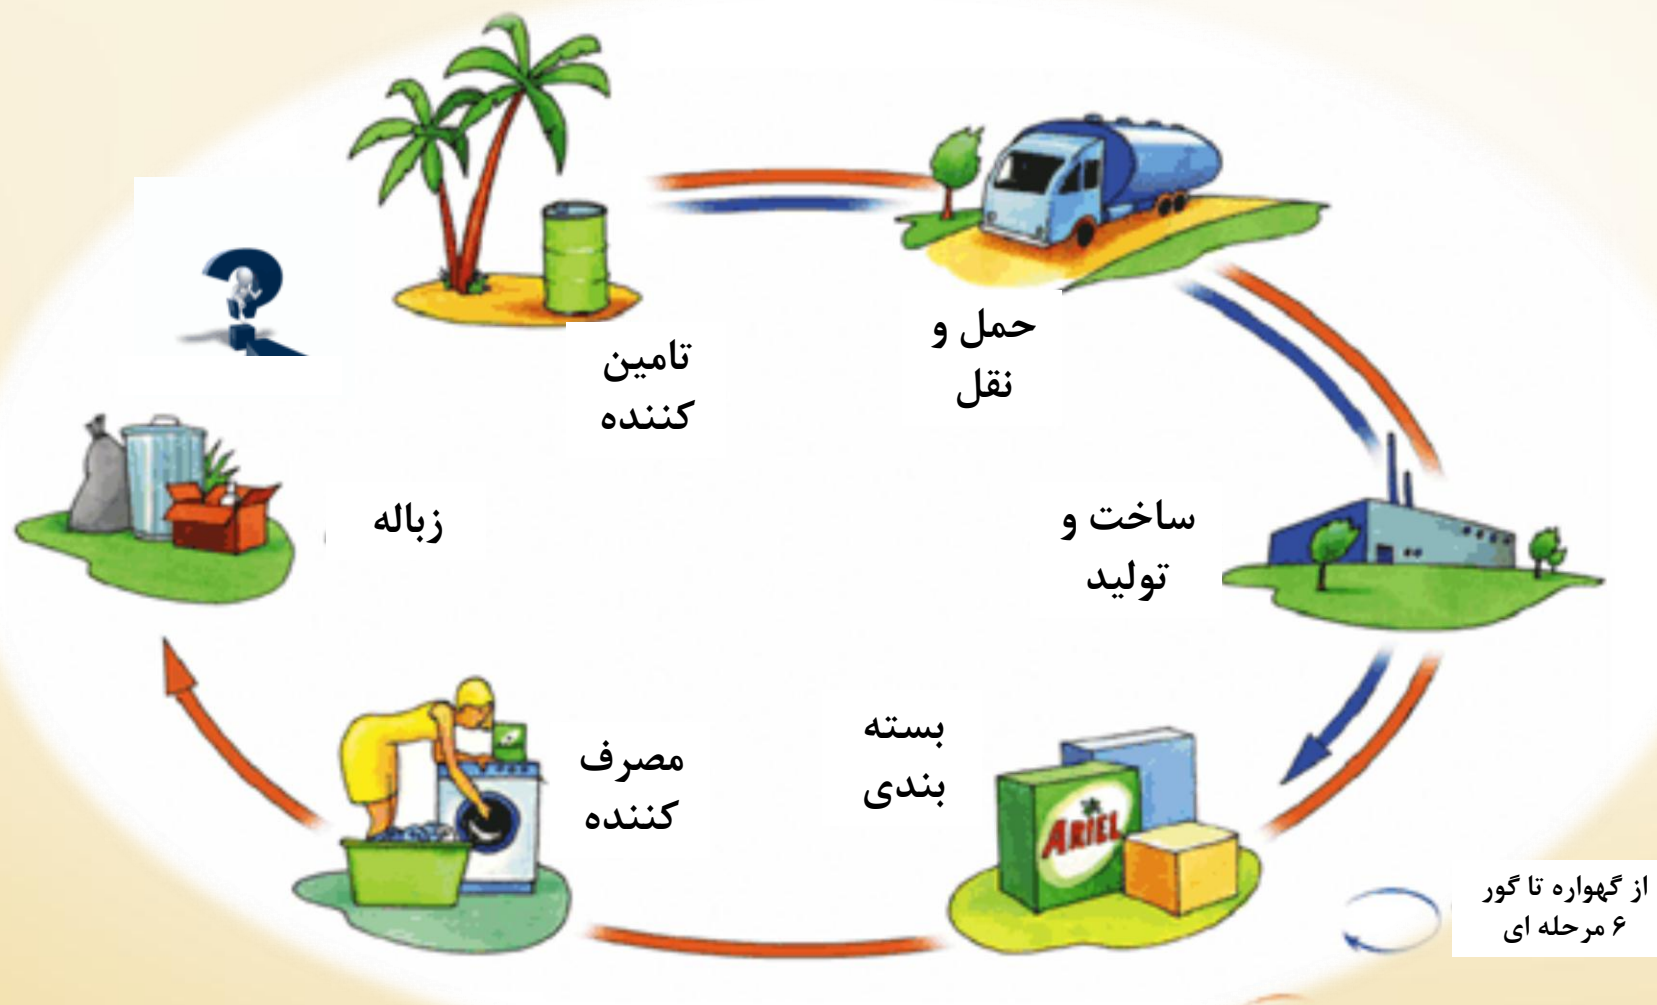 تامین
کننده
حمل و
نقل
ساخت و
تولید
بسته
بندی
ARIEL
مصرف
کننده
زباله
از گهواره تا گور
۶ مرحله ای